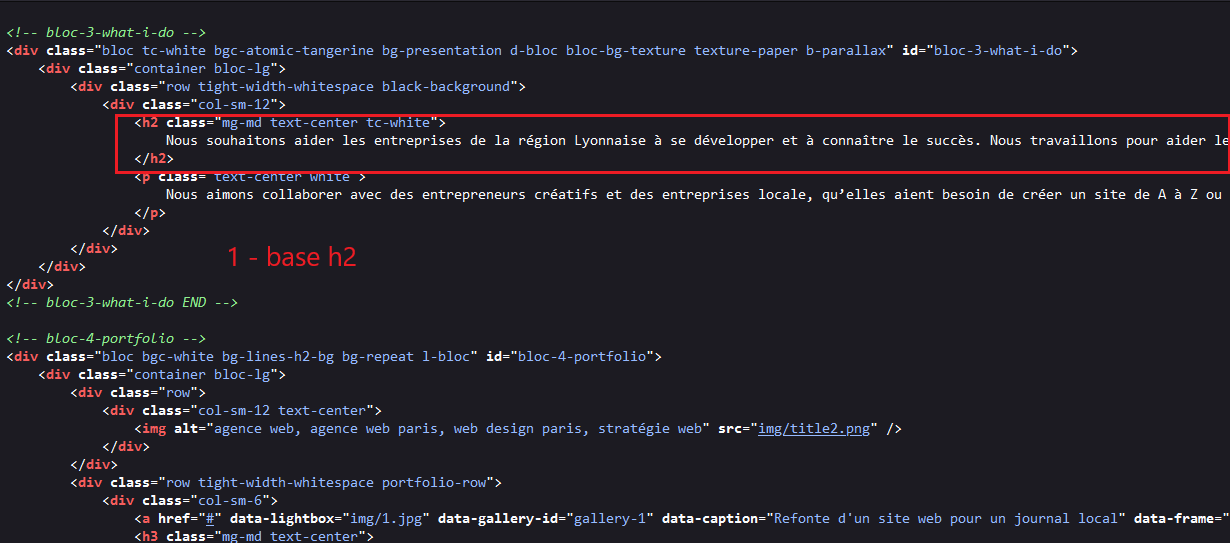 <!-- bloc-3-what-i-do -->
<div class="bloc tc-white bgc-atomic-tangerine bg-presentation d-bloc bloc-bg-texture texture-paper b-parallax" id="bloc-3-what-i-do">
<div class="container bloc-lg">
<div class="row tight-width-whitespace black-background">
<div class="col-sm-12">
<h2 class="mg-md text-center tc-white">
Nous souhaitons aider les entreprises de la région Lyonnaise à se développer et à connaître le succès. Nous travaillons pour aider le
</h2>
<p class= text-center white >
Nous aimons collaborer avec des entrepreneurs créatifs et des entreprises locale, qu’elles aient besoin de créer un site de A à Z ou
</p>
</div>
</div>
1 - base h2
</div>
</div>
<!-- bloc-3-what-i-do END -->
<!-- bloc-4-portfolio -->
<div class="bloc bgc-white bg-lines-h2-bg bg-repeat l-bloc" id="bloc-4-portfolio">
<div class="container bloc-lg">
<div class="row">
<div class="col-sm-12 text-center">
<img alt="agence web, agence web paris, web design paris, stratégie web" src="img/title2.png" />
</div>
</div>
<div class="row tight-width-whitespace portfolio-row">
<div class="col-sm-6">
<a href="#" data-lightbox="img/1.jpg" data-gallery-id="gallery-1" data-caption="Refonte d'un site web pour un journal local" data-frame="
<h3 class="mg-md text-center">